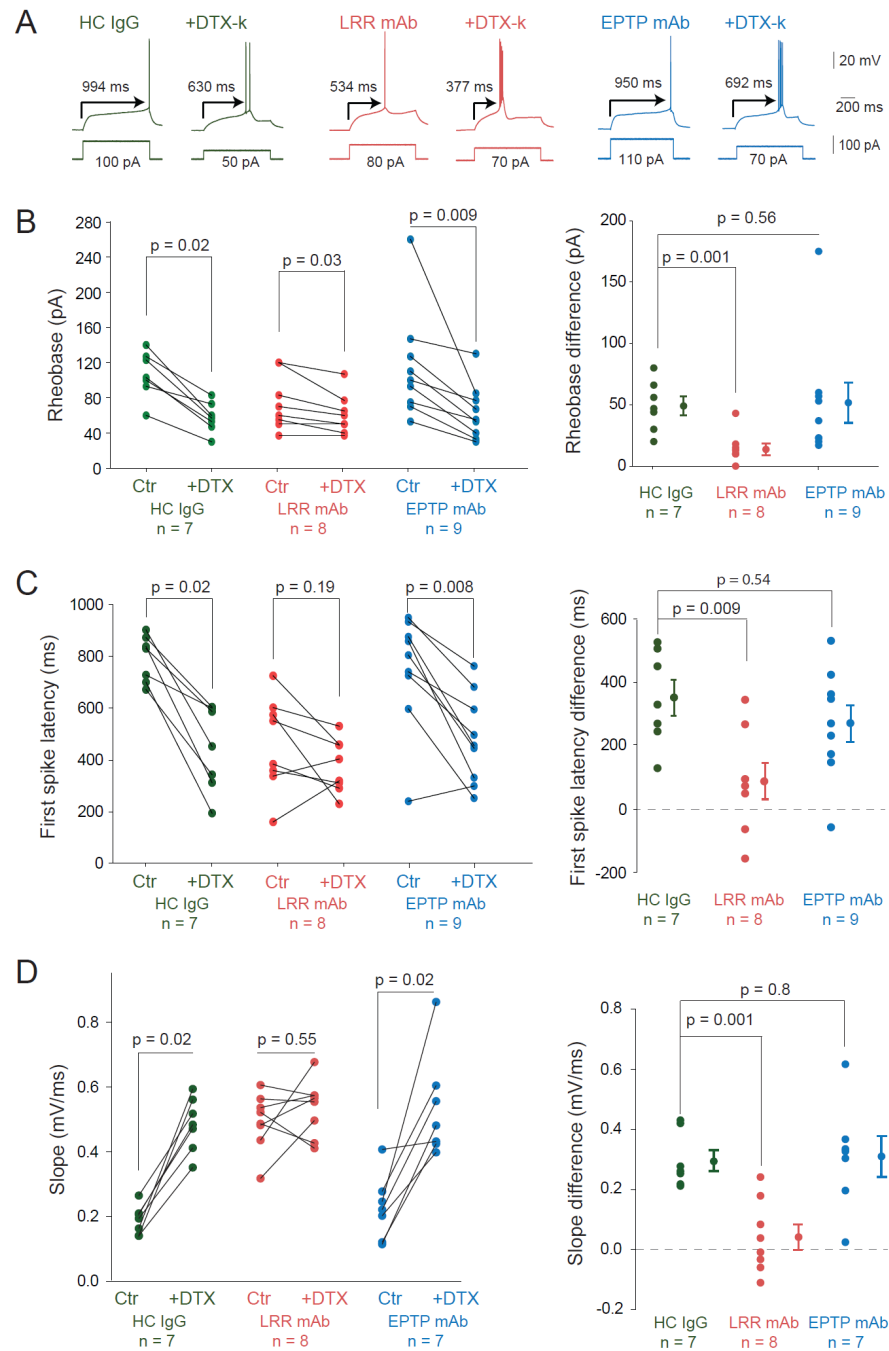 A
HC IgG +DTX-k LRR mAb +DTX-k EPTP mAb +DTX-k
994 ms 630 ms 534 ms 377 ms 950 ms 692 ms
20 mV
200 ms
100 pA
100 pA 50 pA 80 pA 70 pA 110 pA 70 pA
B
Rheobase (pA)
280
240
200
160
120
80
40
0
p = 0.02
p = 0.03
p = 0.009
Ctr +DTX Ctr +DTX Ctr +DTX
HC IgG LRR mAb EPTP mAb
n = 7 n = 8 n = 9
Rheobase difference (pA)
200
150
100
50
0
p = 0.56
p = 0.001
HC IgG LRR mAb EPTP mAb
n = 7 n = 8 n = 9
C
First spike latency (ms)
1000
800
600
400
200
0
p = 0.02
p = 0.19
p = 0.008
Ctr +DTX Ctr +DTX Ctr +DTX
HC IgG LRR mAb EPTP mAb
n = 7 n = 8 n = 9
First spike latency difference (ms)
600
400
200
0
-200
p = 0.54
p = 0.009
HC IgG LRR mAb EPTP mAb
n = 7 n = 8 n = 9
D
Slope (mV/ms)
0.8
0.6
0.4
0.2
0.0
p = 0.02
p = 0.55
p = 0.02
Ctr +DTX Ctr +DTX Ctr +DTX
HC IgG LRR mAb EPTP mAb
n = 7 n = 8 n = 7
Slope difference (mV/ms)
0.8
0.6
0.4
0.2
0.0
-0.2
p = 0.8
p = 0.001
HC IgG LRR mAb EPTP mAb
n = 7 n = 8 n = 7